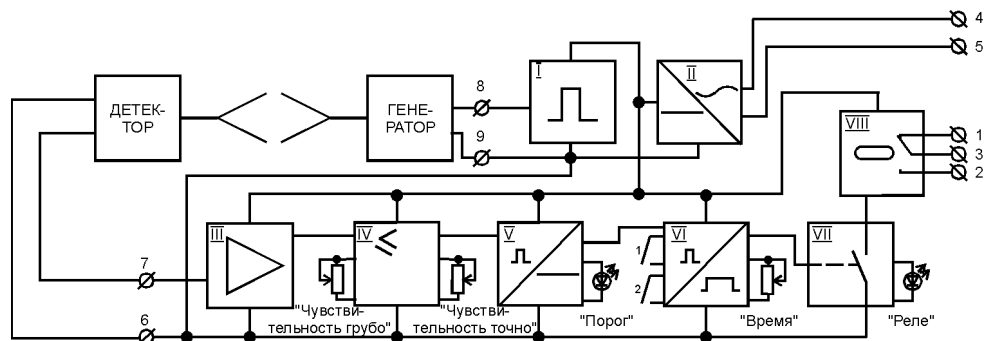 4
5
I
II
8
ДЕТЕК-
ТОР
ГЕНЕ-
РАТОР
9
VIII
1
3
2
III
IV
≤
V
VI
VII
1
2
7
6
"Чувстви-
тельность грубо"
"Чувстви-
тельность точно"
"Порог"
"Время"
"Реле"